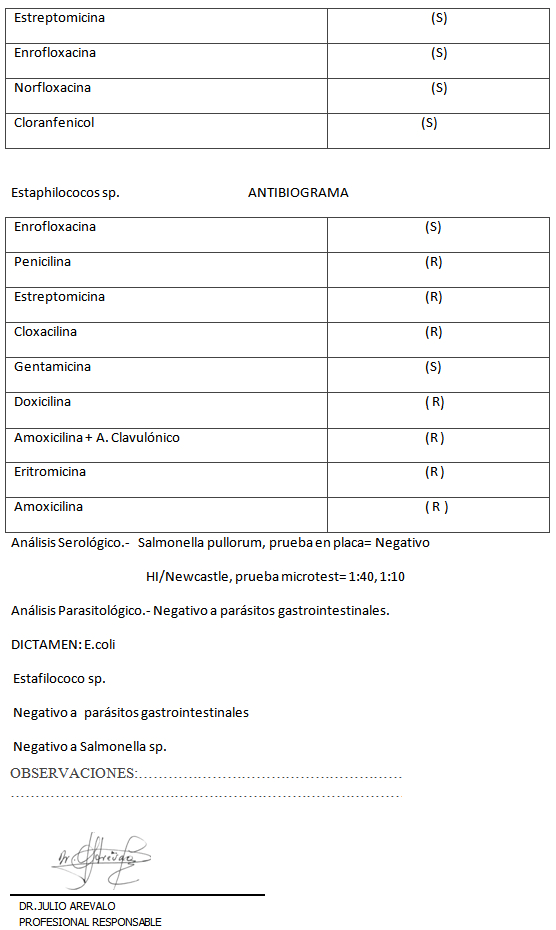 Estreptomicina (S)
Enrofloxacina (S)
Norfloxacina (S)
Cloranfenicol (S)
Estaphilococos sp. ANTIBIOGRAMA
Enrofloxacina (S)
Penicilina (R)
Estreptomicina (R)
Cloxacilina (R)
Gentamicina (S)
Doxicilina ( R)
Amoxicilina + A. Clavulónico (R )
Eritromicina (R )
Amoxicilina ( R )
Análisis Serológico.- Salmonella pullorum, prueba en placa= Negativo
HI/Newcastle, prueba microtest= 1:40, 1:10
Análisis Parasitológico.- Negativo a parásitos gastrointestinales.
DICTAMEN: E.coli
Estafilococo sp.
Negativo a parásitos gastrointestinales
Negativo a Salmonella sp.
OBSERVACIONES:……………………………………………
……………………………………………………………………
Dr. JArévalo
DR.JULIO AREVALO
PROFESIONAL RESPONSABLE